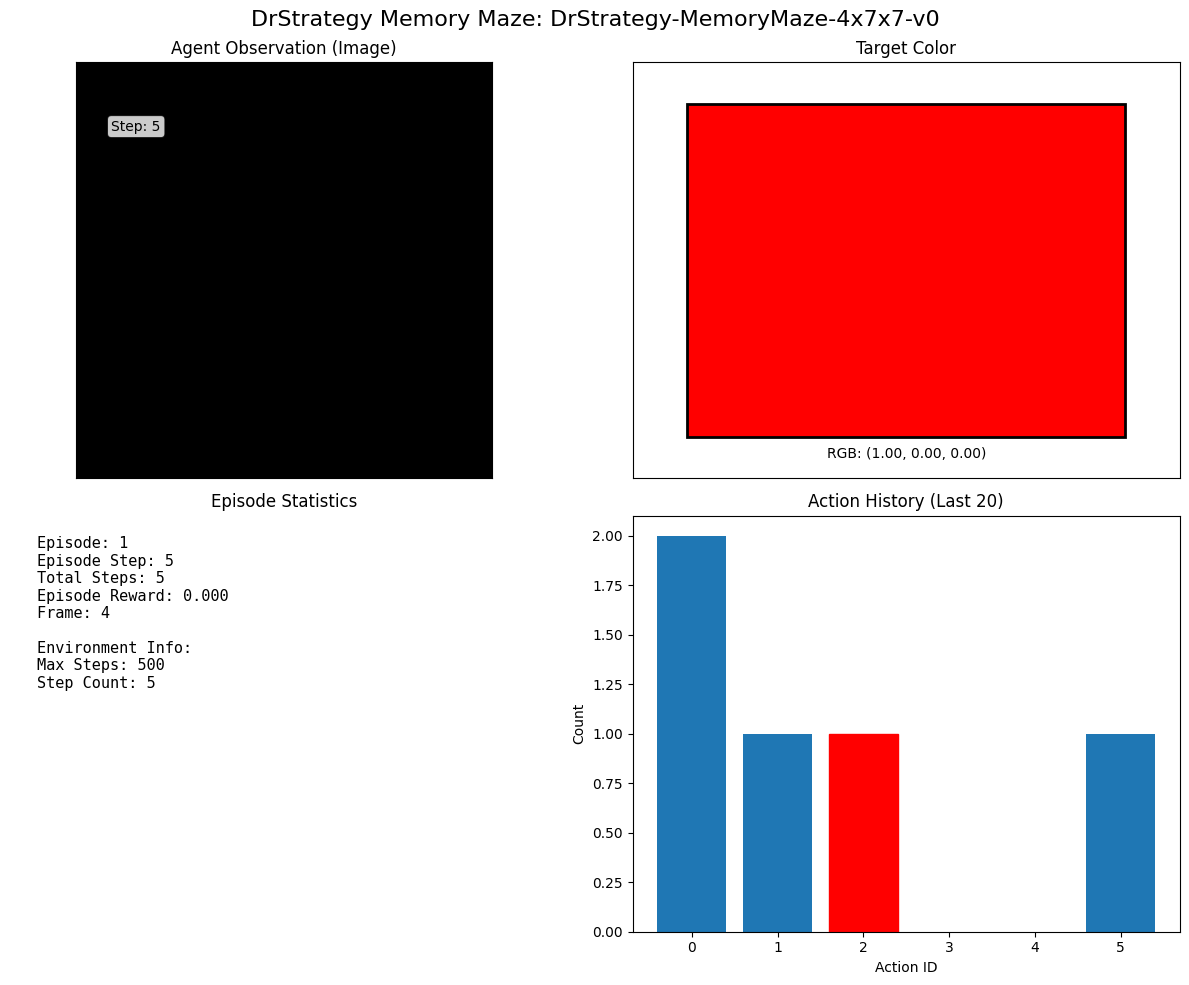 DrStrategy Memory Maze: DrStrategy-MemoryMaze-4x7x7-v0
Agent Observation (Image)
Step: 5
Target Color
RGB: (1.00, 0.00, 0.00)
Episode Statistics
Episode: 1
Episode Step: 5
Total Steps: 5
Episode Reward: 0.000
Frame: 4
Environment Info:
Max Steps: 500
Step Count: 5
Action History (Last 20)
Count
2.00
1.75
1.50
1.25
1.00
0.75
0.50
0.25
0.00
0 1 2 3 4 5
Action ID